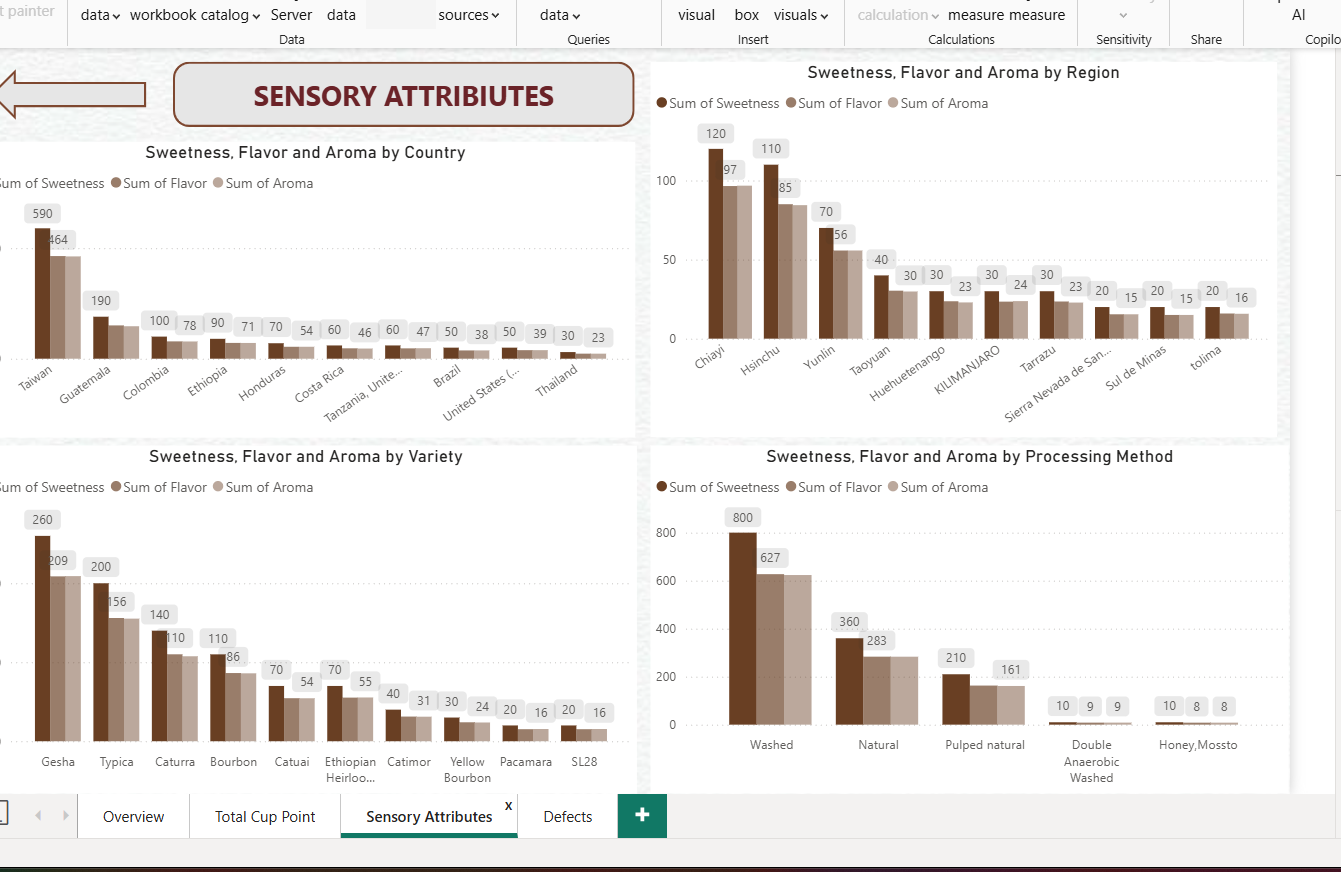 t painter
data workbook catalog Server data sources data visual box visuals calculation measure measure AI
Data Queries Insert Calculations Sensitivity Share Copilo
SENSORY ATTRIBIUTES
Sweetness, Flavor and Aroma by Country
Sum of Sweetness Sum of Flavor Sum of Aroma
590
464
190
100 78 90 71 70 54 60 46 60 47 50 38 50 39 30 23
Taiwan Guatemala Colombia Ethiopia Honduras Costa Rica Tanzania, Unite... Brazil United States (... Thailand
Sweetness, Flavor and Aroma by Region
Sum of Sweetness Sum of Flavor Sum of Aroma
100
50
0
120
97
110
85
70
56
40 30 30 23 30 24 30 23 20 15 20 15 20 16
Chiayi Hsinchu Yunlin Taoyuan Huehuetenango KILIMANJARO Tarrazu Sierra Nevada de San... Sul de Minas tolima
Sweetness, Flavor and Aroma by Variety
Sum of Sweetness Sum of Flavor Sum of Aroma
260
209
200
156
140
110
110
86
70 54 70 55 40 31 30 24 20 16 20 16
Gesha Typica Caturra Bourbon Catuai Ethiopian Catimor Yellow Pacamara SL28
Heirloo... Bourbon
Sweetness, Flavor and Aroma by Processing Method
Sum of Sweetness Sum of Flavor Sum of Aroma
800
600
400
200
0
800
627
360
283
210
161
10 9 9 10 8 8
Washed Natural Pulped natural Double Honey,Mossto
Anaerobic
Washed
Overview Total Cup Point Sensory Attributes x Defects +